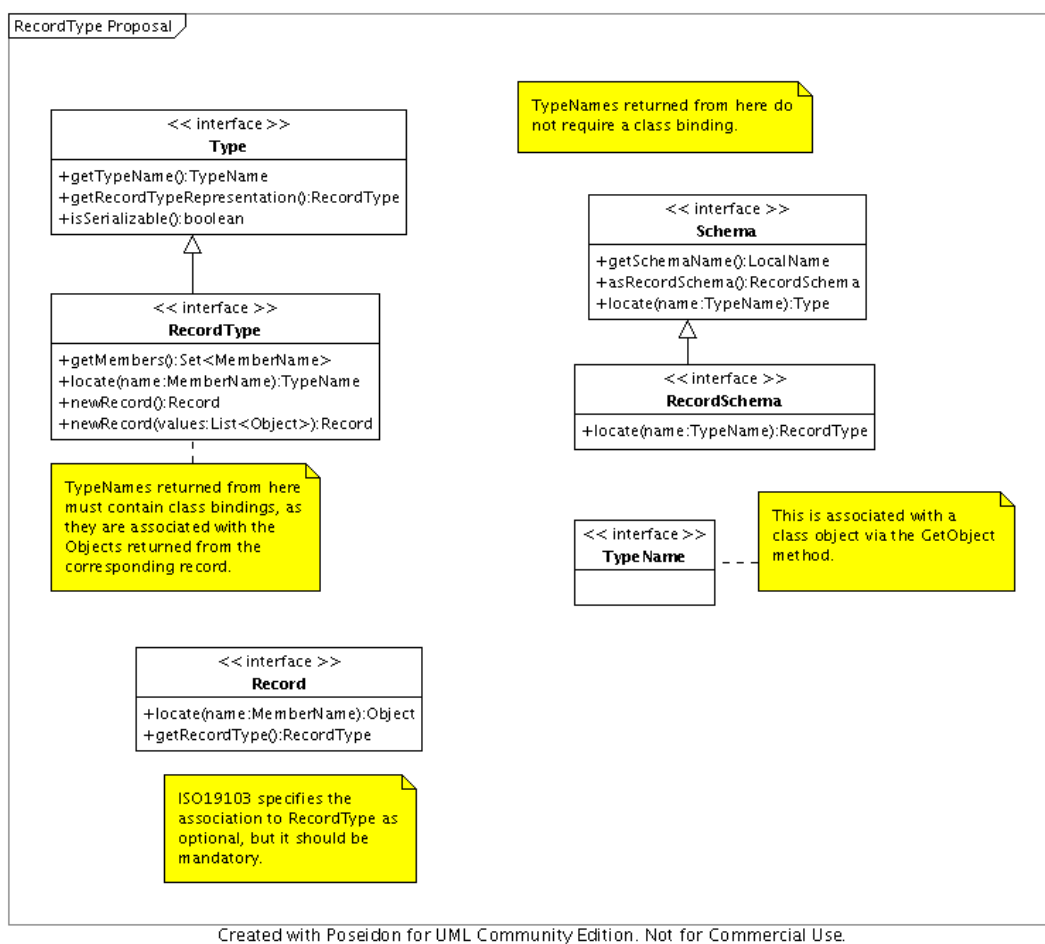 RecordType Proposal
<< interface >>
Type
+getTypeName():TypeName
+getRecordTypeRepresentation():RecordType
+isSerializable():boolean
<< interface >>
RecordType
+getMembers():Set<MemberName>
+locate(name:MemberName):TypeName
+newRecord():Record
+newRecord(values:List<Object>):Record
TypeNames returned from here
must contain class bindings, as
they are associated with the
Objects returned from the
corresponding record.
<< interface >>
Record
+locate(name:MemberName):Object
+getRecordType():RecordType
ISO19103 specifies the
association to RecordType as
optional, but it should be
mandatory.
TypeNames returned from here do
not require a class binding.
<< interface >>
Schema
+getSchemaName():LocalName
+asRecordSchema():RecordSchema
+locate(name:TypeName):Type
<< interface >>
RecordSchema
+locate(name:TypeName):RecordType
<< interface >>
TypeName
This is associated with a
class object via the GetObject
method.
Created with Poseidon for UML Community Edition. Not for Commercial Use.